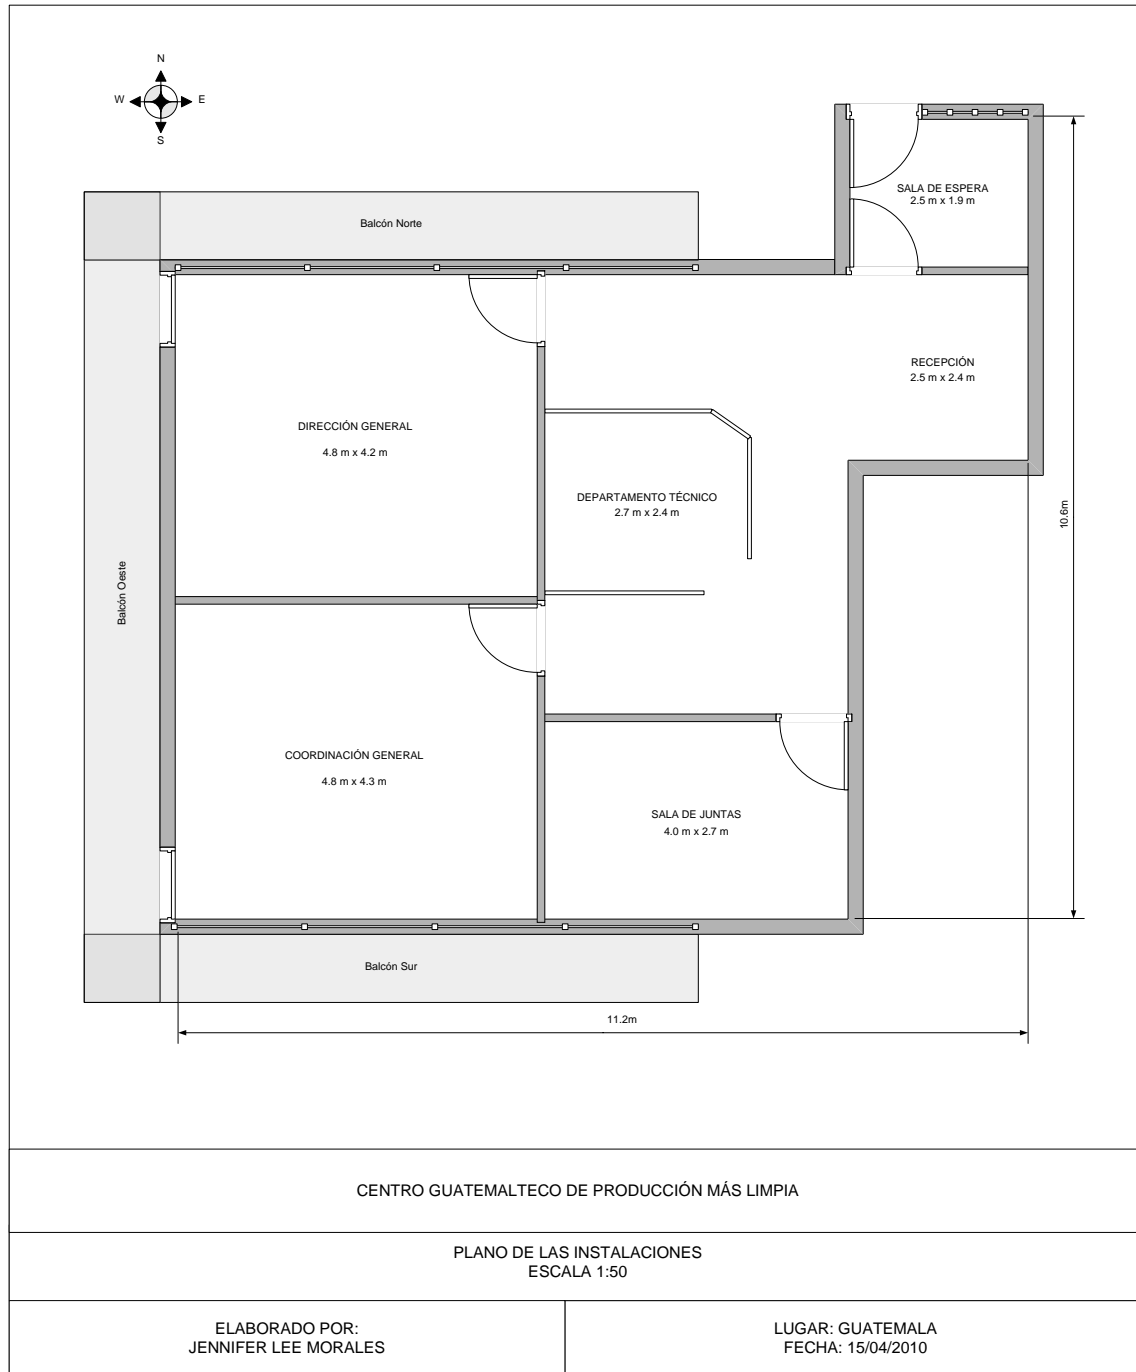 N
W
E
S
SALA DE ESPERA
2.5 m x 1.9 m
Balcón Norte
RECEPCIÓN
2.5 m x 2.4 m
DIRECCIÓN GENERAL
4.8 m x 4.2 m
DEPARTAMENTO TÉCNICO
2.7 m x 2.4 m
10.6m
Balcón Oeste
COORDINACIÓN GENERAL
4.8 m x 4.3 m
SALA DE JUNTAS
4.0 m x 2.7 m
Balcón Sur
11.2m
CENTRO GUATEMALTECO DE PRODUCCIÓN MÁS LIMPIA
PLANO DE LAS INSTALACIONES
ESCALA 1:50
ELABORADO POR:
JENNIFER LEE MORALES
LUGAR: GUATEMALA
FECHA: 15/04/2010